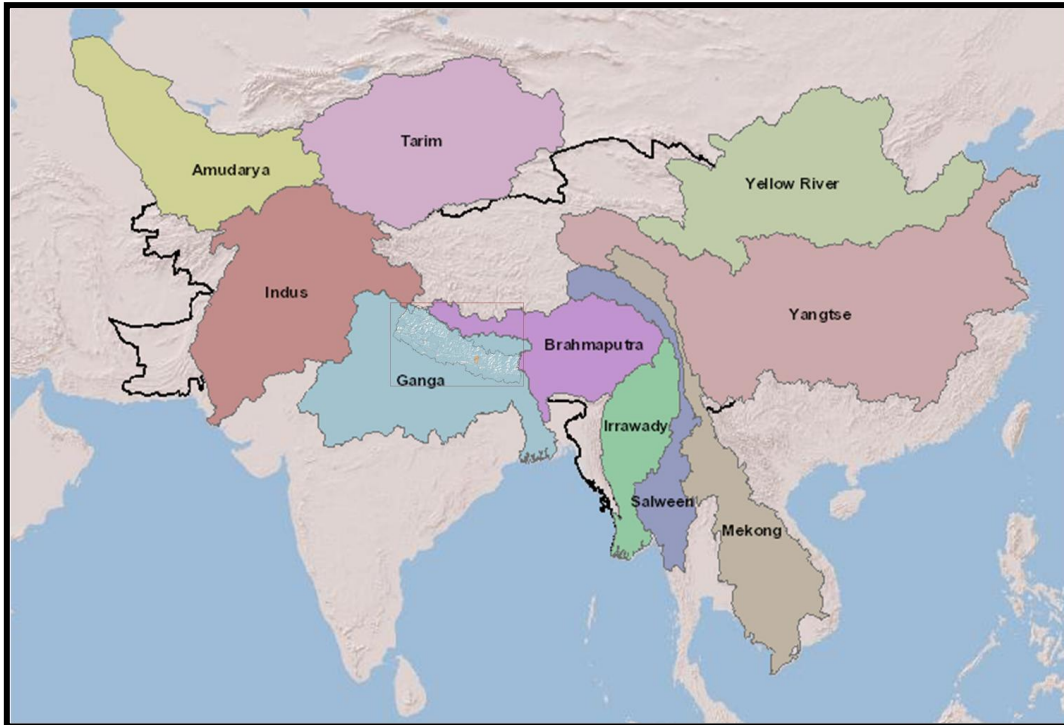 Tarim
Amudarya
Yellow River
Indus
Yangtse
Brahmaputra
Ganga
Irrawady
Salween
Mekong